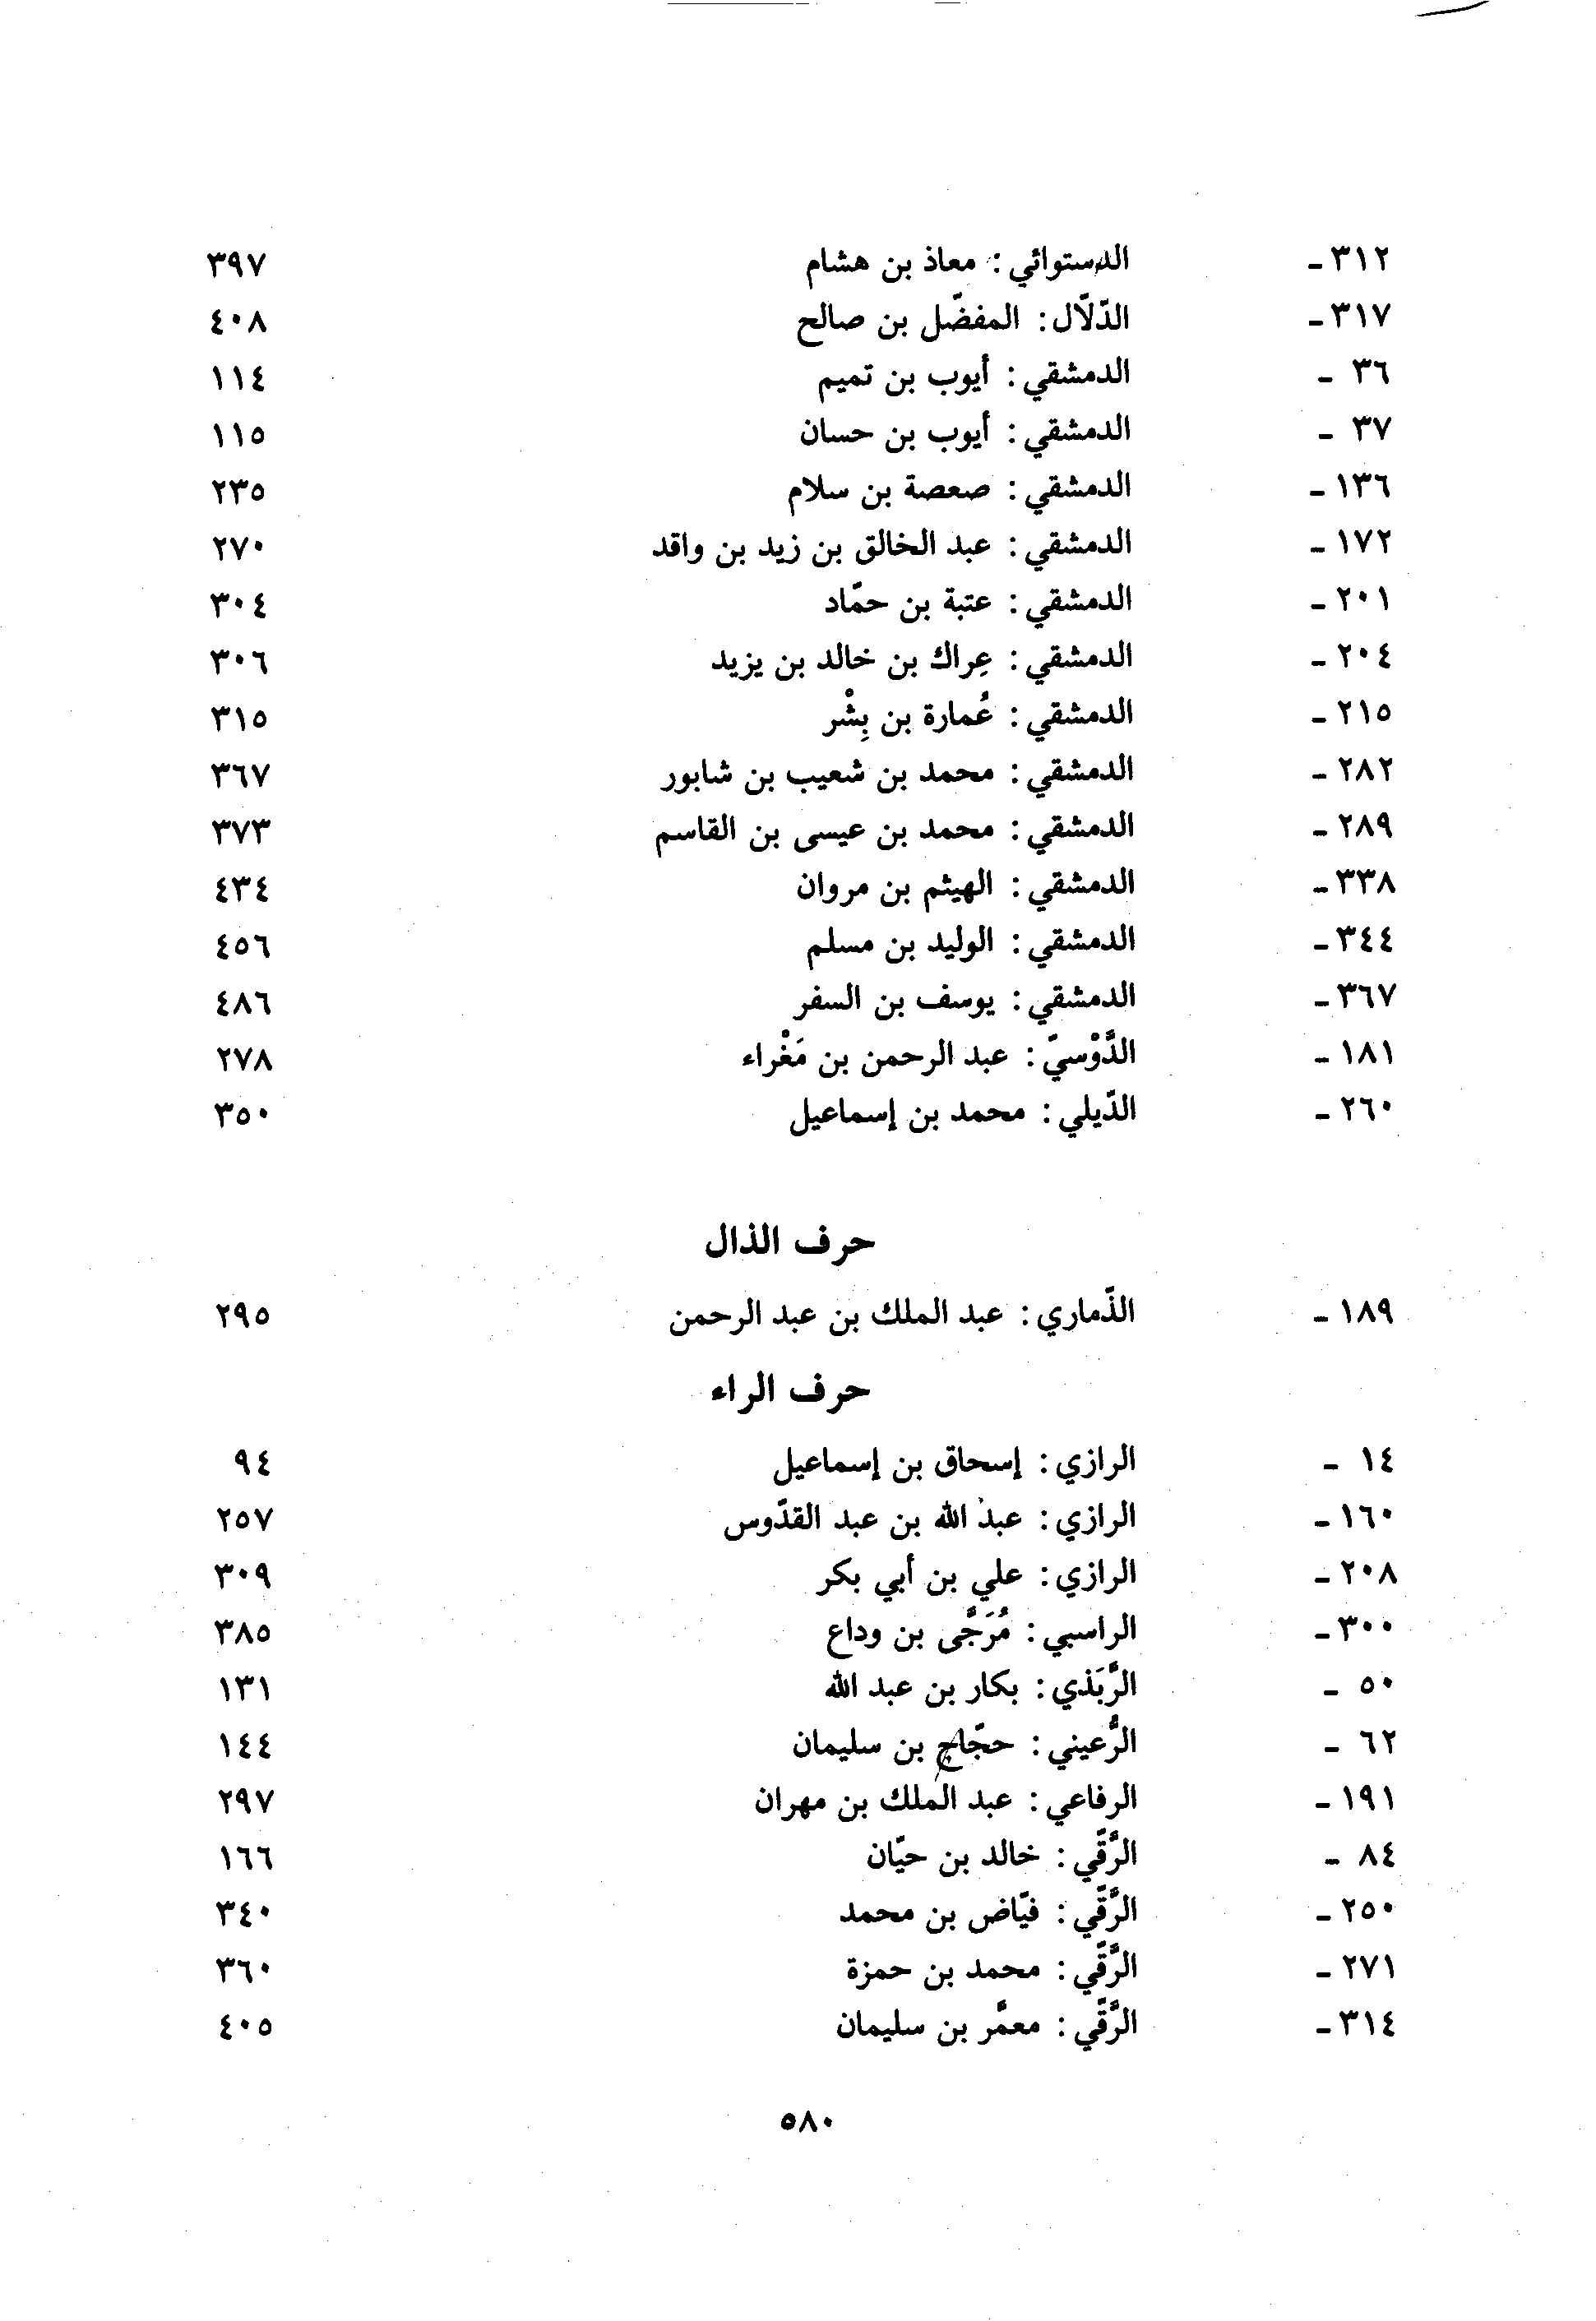 ٣١٢ - الدستوائي : معاذ بن هشام ٣٩٧
٣١٧ - الدّلّال : المفضّل بن صالح ٤٠٨
٣٦ - الدمشقي : أيوب بن تميم ١١٤
٣٧ - الدمشقي : أيوب بن حسان ١١٥
١٣٦ - الدمشقي : صعصة بن سلام ٢٣٥
١٧٢ - الدمشقي : عبد الخالق بن زيد بن واقد ٢٧٠
٢٠١ - الدمشقي : عتبة بن حمّاد ٣٠٤
٢٠٤ - الدمشقي : عِراك بن خالد بن يزيد ٣٠٦
٢١٥ - الدمشقي : عُمارة بن بِشْر ٣١٥
٢٨٢ - الدمشقي : محمد بن شعيب بن شابور ٣٦٧
٢٨٩ - الدمشقي : محمد بن عيسى بن القاسم ٣٧٣
٣٣٨ - الدمشقي : الهيثم بن مروان ٤٣٤
٣٤٤ - الدمشقي : الوليد بن مسلم ٤٥٦
٣٦٧ - الدمشقي : يوسف بن السفر ٤٨٦
١٨١ - الدَّوْسيّ : عبد الرحمن بن مَغْراء ٢٧٨
٢٦٠ - الدّيلي : محمد بن إسماعيل ٣٥٠
حرف الذال
١٨٩ - الذّماري : عبد الملك بن عبد الرحمن ٢٩٥
حرف الراء
١٤ - الرازي : إسحاق بن إسماعيل ٩٤
١٦٠ - الرازي : عبد الله بن عبد القدّوس ٢٥٧
٢٠٨ - الرازي : علي بن أبي بكر ٣٠٩
٣٠٠ - الراسبي : مُرَجَّى بن وداع ٣٨٥
٥٠ - الرَّبَذي : بكار بن عبد الله ١٣١
٦٢ - الرُّعيني : حجّاج بن سليمان ١٤٤
١٩١ - الرفاعي : عبد الملك بن مهران ٢٩٧
٨٤ - الرَّقّي : خالد بن حيّان ١٦٦
٢٥٠ - الرَّقّي : فيّاض بن محمد ٣٤٠
٢٧١ - الرَّقّي : محمد بن حمزة ٣٦٠
٣١٤ - الرَّقّي : معمَّر بن سليمان ٤٠٥
٥٨٠